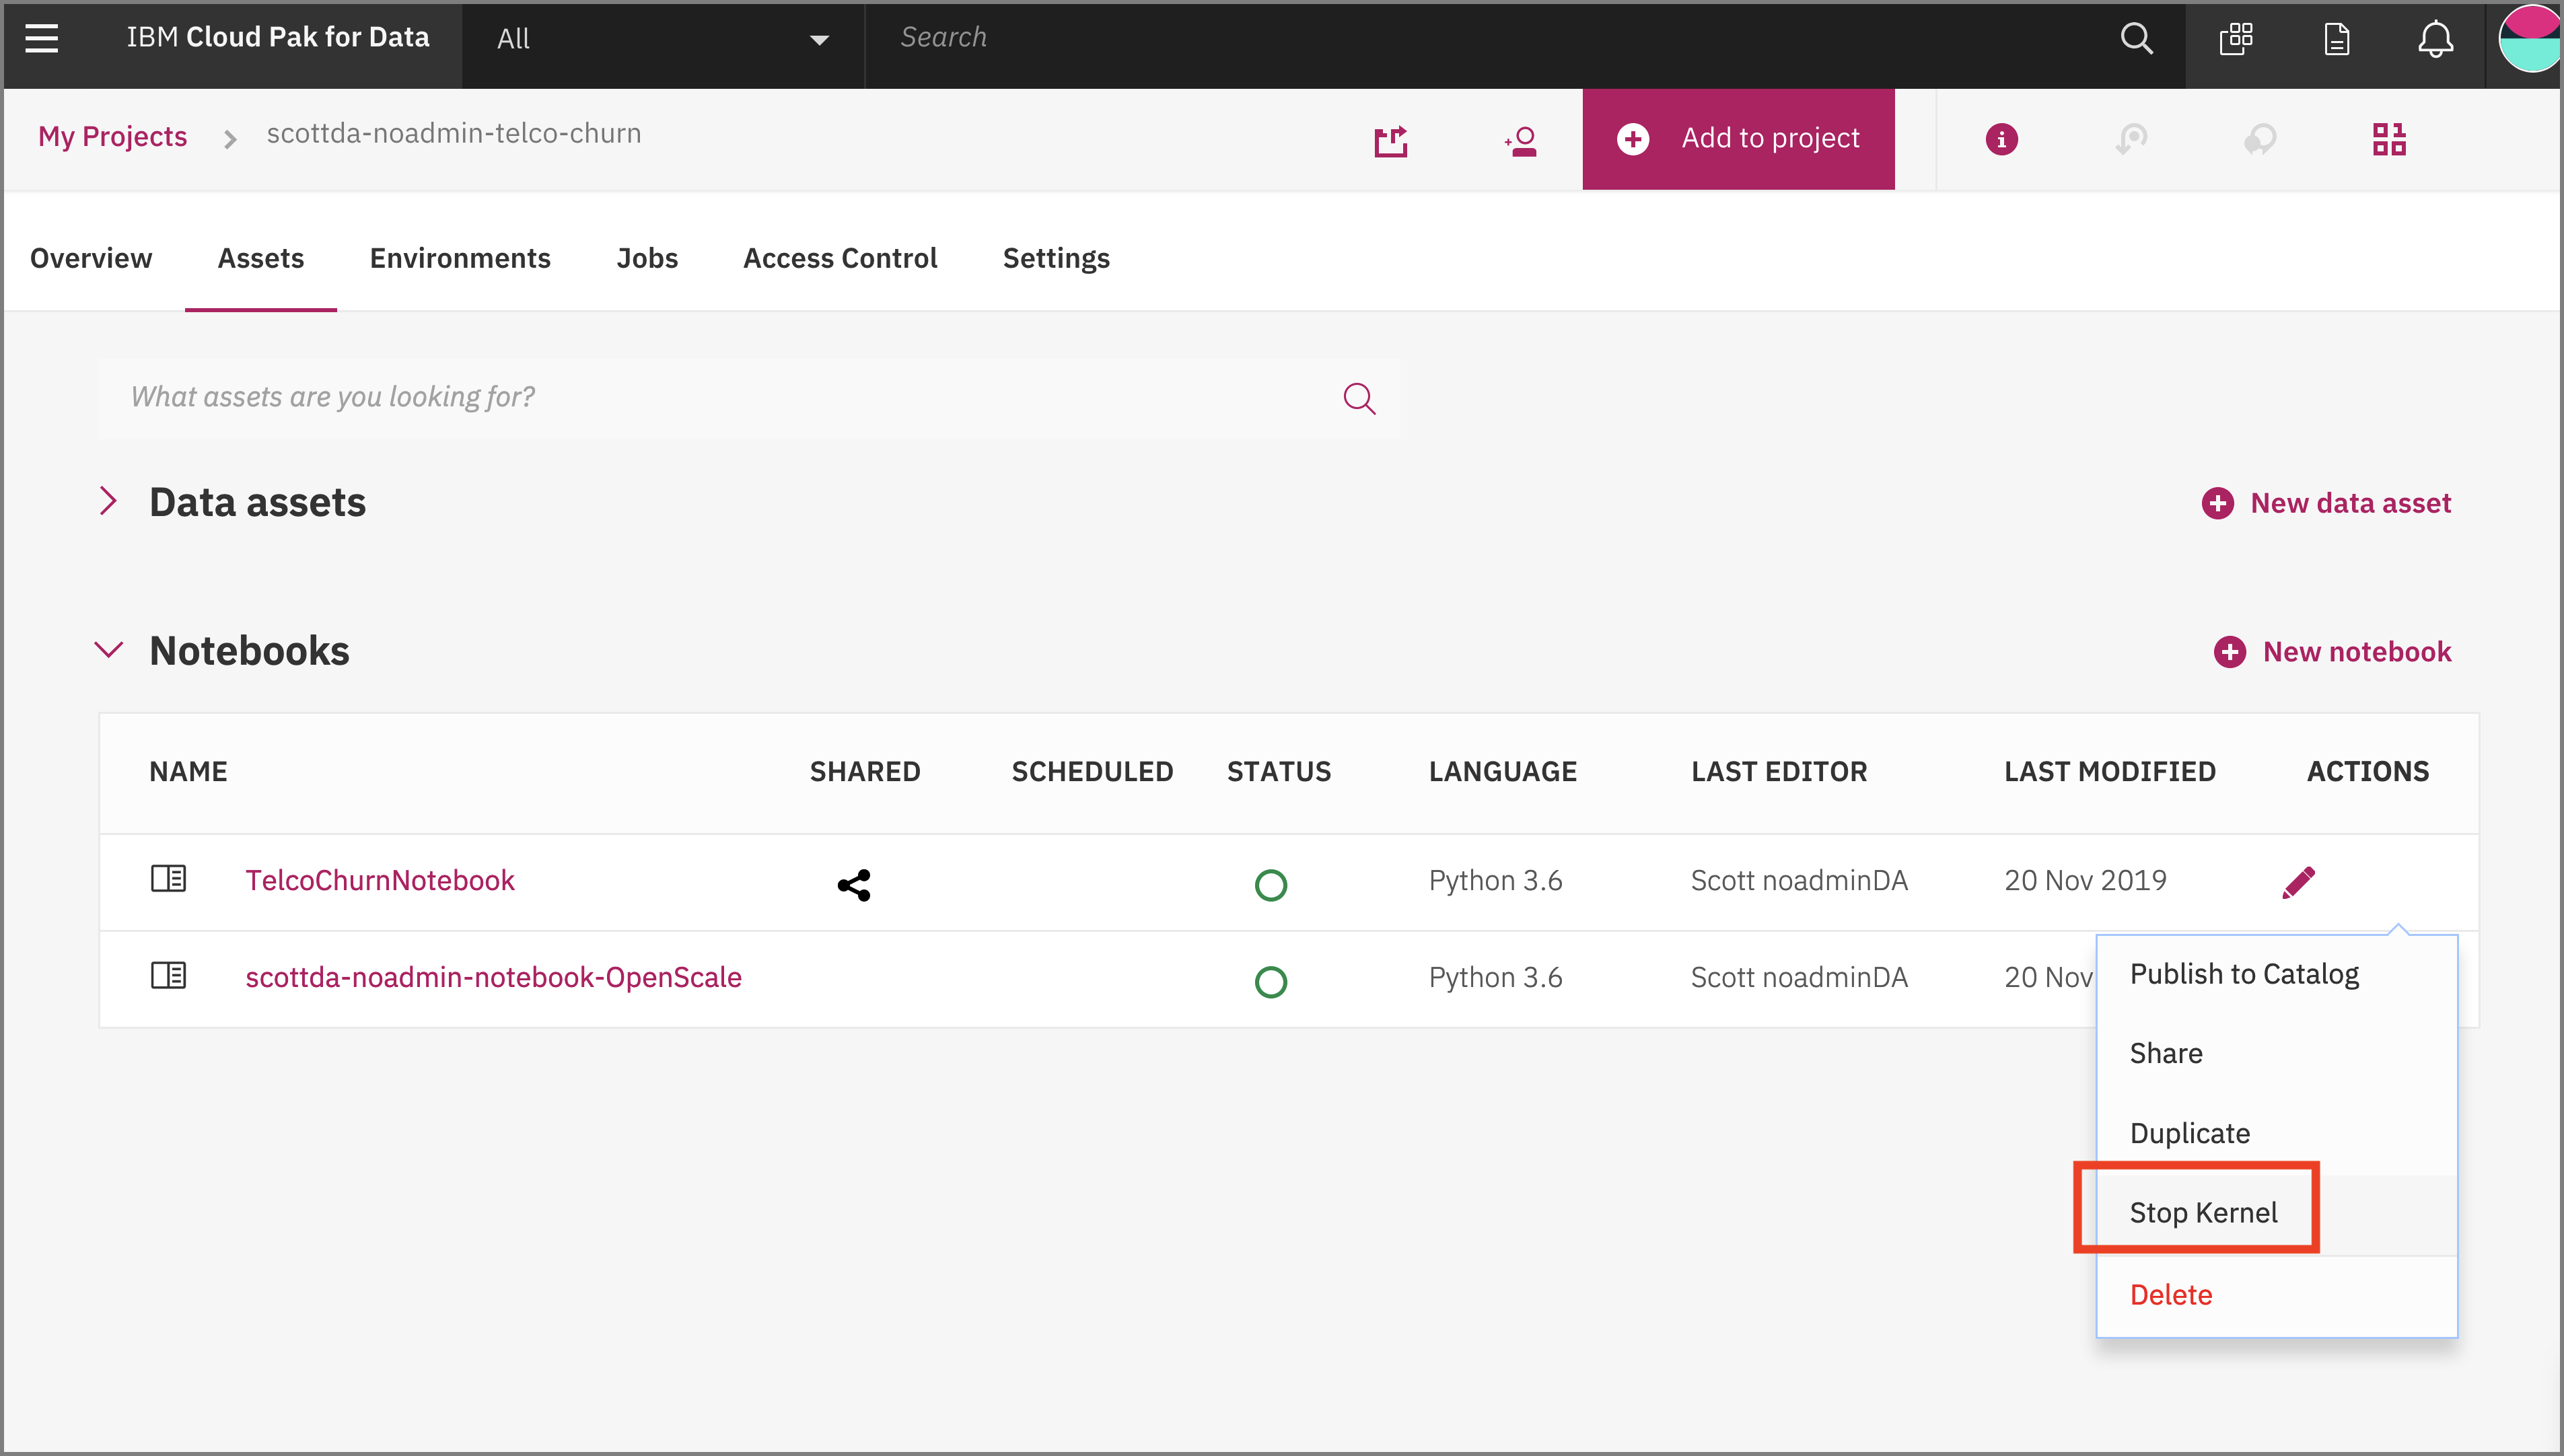 IBM Cloud Pak for Data All Search
My Projects scottda-noadmin-telco-churn Add to project
Overview Assets Environments Jobs Access Control Settings
What assets are you looking for?
Data assets New data asset
Notebooks New notebook
NAME SHARED SCHEDULED STATUS LANGUAGE LAST EDITOR LAST MODIFIED ACTIONS
TelcoChurnNotebook Python 3.6 Scott noadminDA 20 Nov 2019
scottda-noadmin-notebook-OpenScale Python 3.6 Scott noadminDA 20 Nov
Publish to Catalog
Share
Duplicate
Stop Kernel
Delete